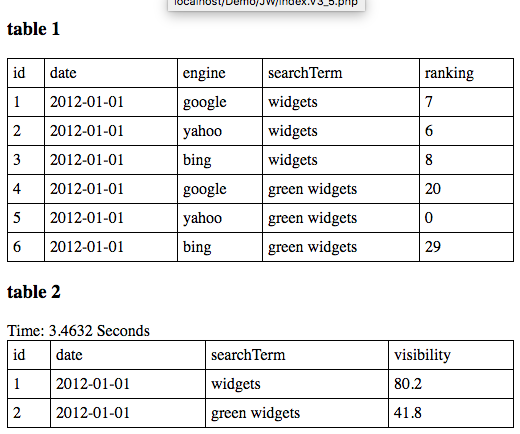 localhost/Demo/JW/index.V3_5.php
table 1
id date engine searchTerm ranking
1 2012-01-01 google widgets 7
2 2012-01-01 yahoo widgets 6
3 2012-01-01 bing widgets 8
4 2012-01-01 google green widgets 20
5 2012-01-01 yahoo green widgets 0
6 2012-01-01 bing green widgets 29
table 2
Time: 3.4632 Seconds
id date searchTerm visibility
1 2012-01-01 widgets 80.2
2 2012-01-01 green widgets 41.8